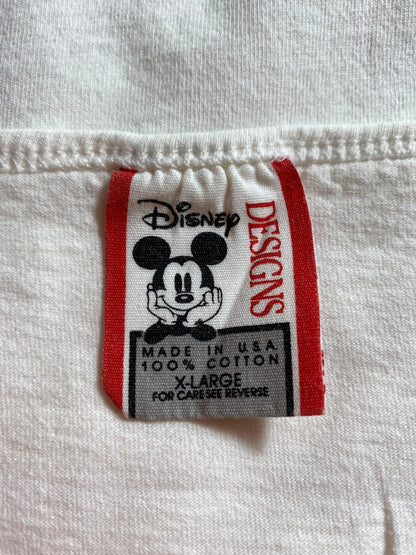 Disney
DESIGNS
MADE IN U.S.A.
100% COTTON
X-LARGE
FOR CARE SEE REVERSE